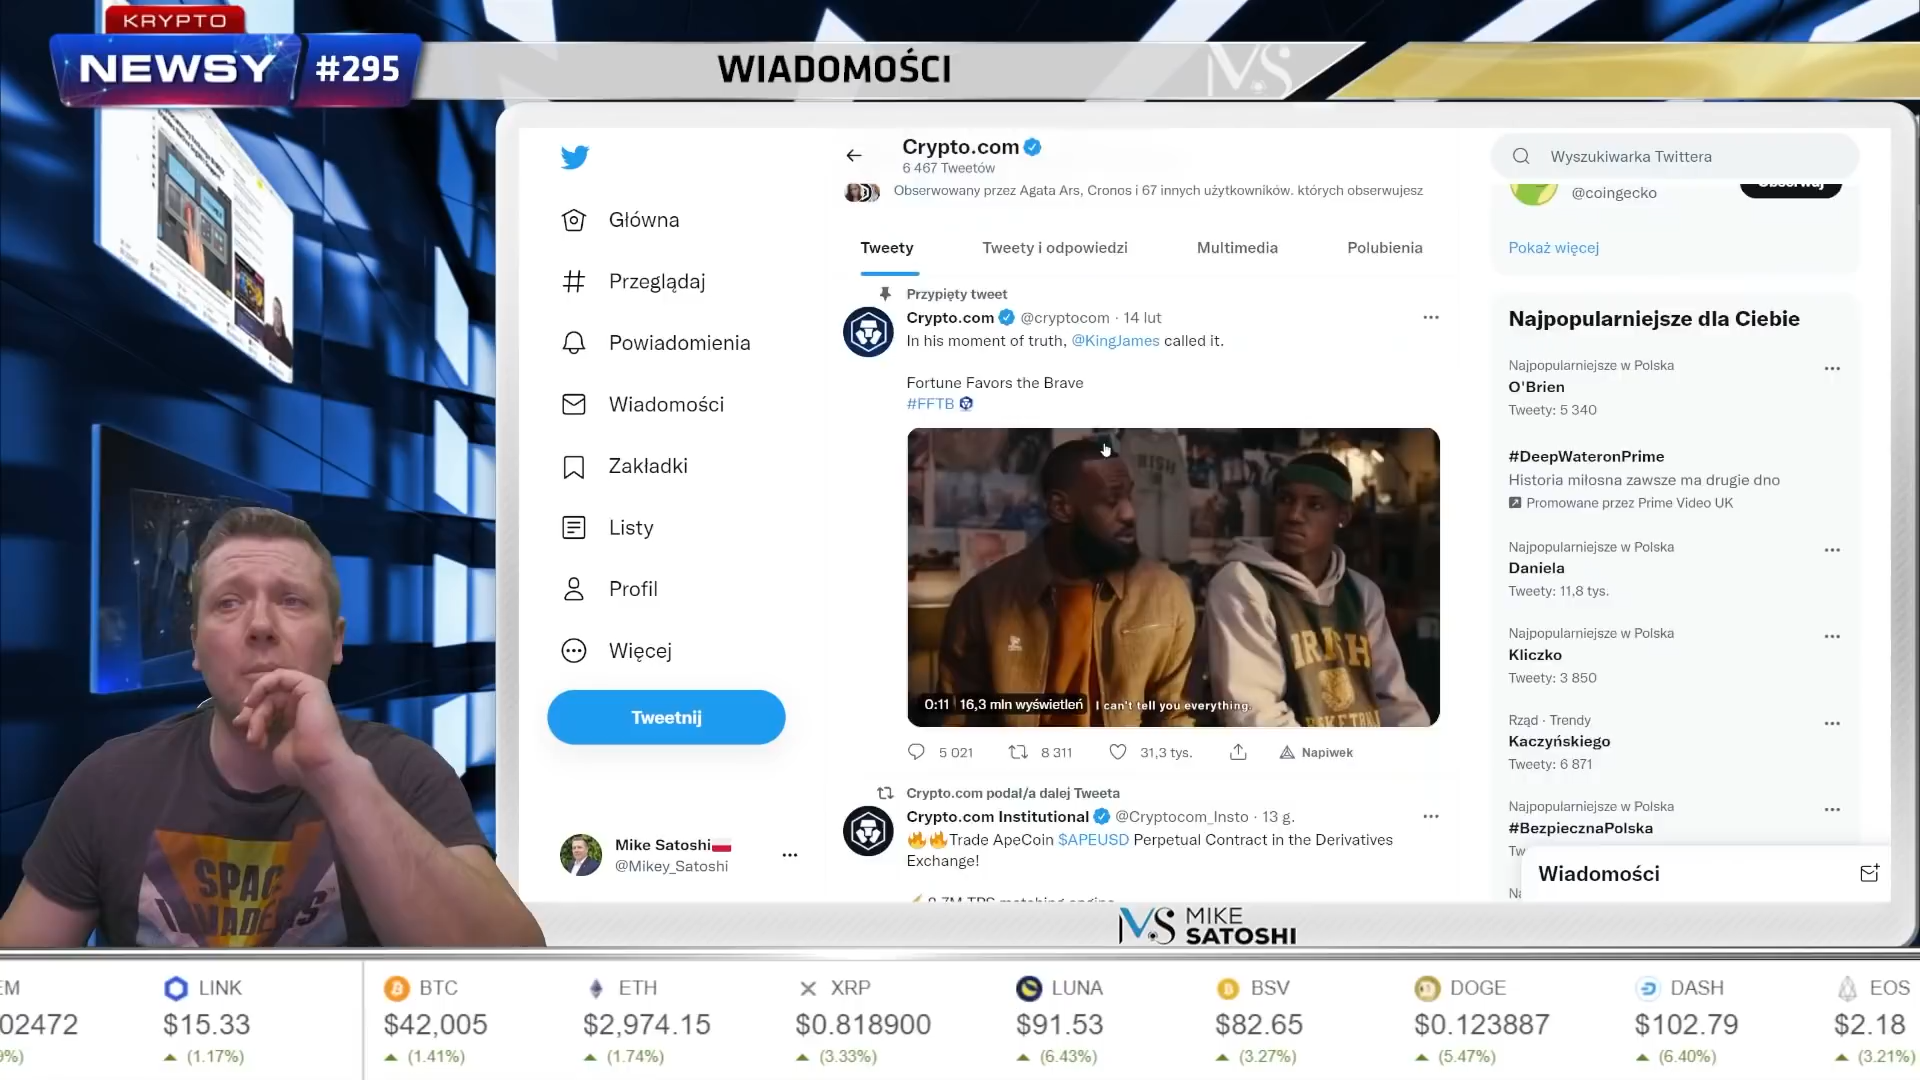 KRYPTO
NEWSY #295
WIADOMOŚCI
Crypto.com
6 467 Tweetów
Obserwowany przez Agata Ars, Cronos i 67 innych użytkowników. których obserwujesz
Tweety
Tweety i odpowiedzi
Multimedia
Polubienia
Główna
Przeglądaj
Powiadomienia
Wiadomości
Zakładki
Listy
Profil
Więcej
Tweetnij
Mike Satoshi
@Mikey_Satoshi
Przypięty tweet
Crypto.com @cryptocom · 14 lut
In his moment of truth, @KingJames called it.
Fortune Favors the Brave
#FFTB
IRISH
0:11 16,3 mln wyświetleń
I can't tell you everything.
5 021
8 311
31,3 tys.
Napiwek
Crypto.com podał/a dalej Tweeta
Crypto.com Institutional @Cryptocom_Insto · 13 g.
🔥🔥Trade ApeCoin $APEUSD Perpetual Contract in the Derivatives
Exchange!
Wyszukiwarka Twittera
@coingecko
Obserwuj
Pokaż więcej
Najpopularniejsze dla Ciebie
Najpopularniejsze w Polska
O'Brien
Tweety: 5 340
#DeepWateronPrime
Historia miłosna zawsze ma drugie dno
Promowane przez Prime Video UK
Najpopularniejsze w Polska
Daniela
Tweety: 11,8 tys.
Najpopularniejsze w Polska
Kliczko
Tweety: 3 850
Rząd · Trendy
Kaczyńskiego
Tweety: 6 871
Najpopularniejsze w Polska
#BezpiecznaPolska
Wiadomości
MS MIKE
SATOSHI
LINK
$15.33
(1.17%)
BTC
$42,005
(1.41%)
ETH
$2,974.15
(1.74%)
XRP
$0.818900
(3.33%)
LUNA
$91.53
(6.43%)
BSV
$82.65
(3.27%)
DOGE
$0.123887
(5.47%)
DASH
$102.79
(6.40%)
EOS
$2.18
(3.21%)